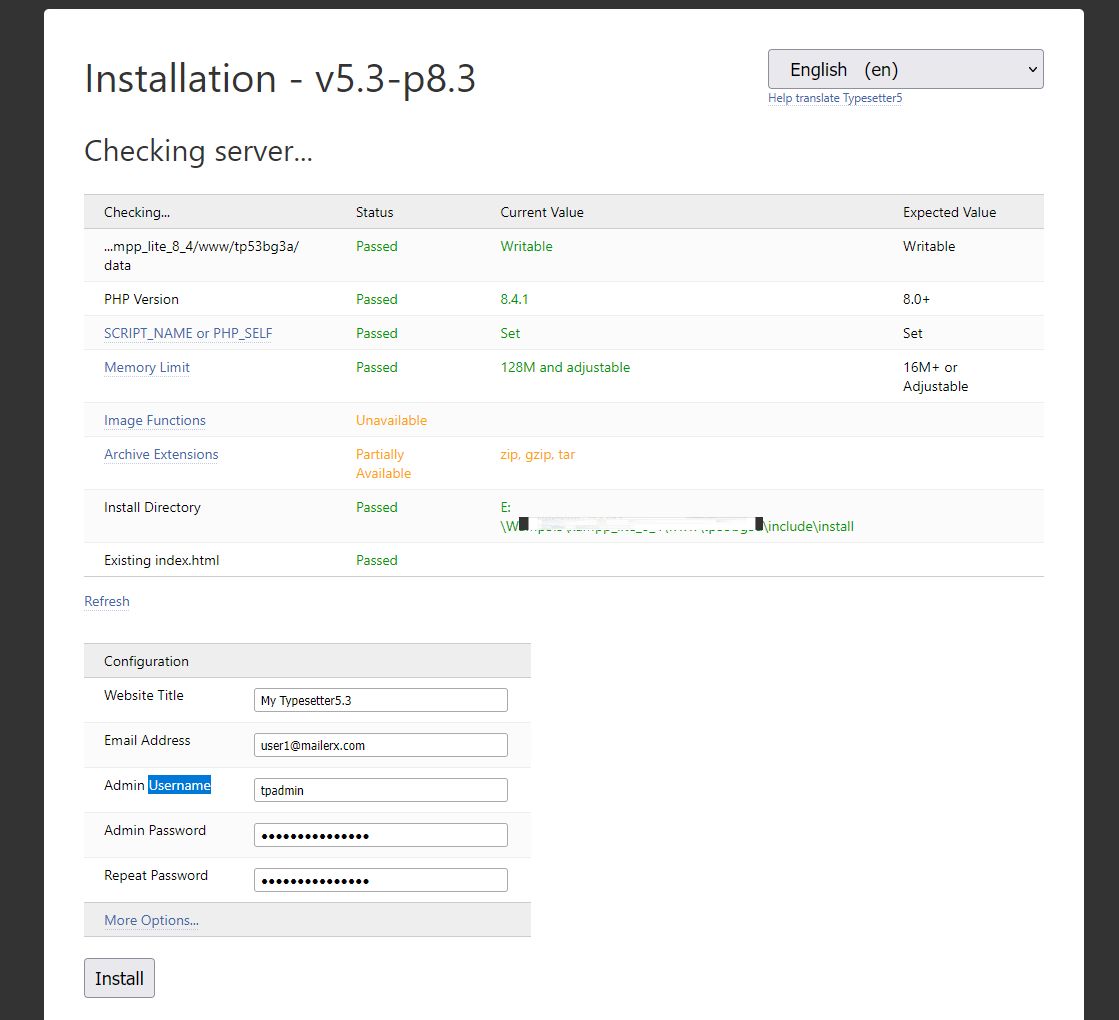 Installation - v5.3-p8.3
English (en)
Help translate Typesetter5
Checking server...
Checking... Status Current Value Expected Value
...mpp_lite_8_4/www/tp53bg3a/ Passed Writable Writable
data
PHP Version Passed 8.4.1 8.0+
SCRIPT_NAME or PHP_SELF Passed Set Set
Memory Limit Passed 128M and adjustable 16M+ or
Adjustable
Image Functions Unavailable
Archive Extensions Partially zip, gzip, tar
Available
Install Directory Passed E:
\include\install
Existing index.html Passed
Refresh
Configuration
Website Title My Typesetter5.3
Email Address user1@mailerx.com
Admin Username tpadmin
Admin Password •••••••••••••••
Repeat Password •••••••••••••••
More Options...
Install